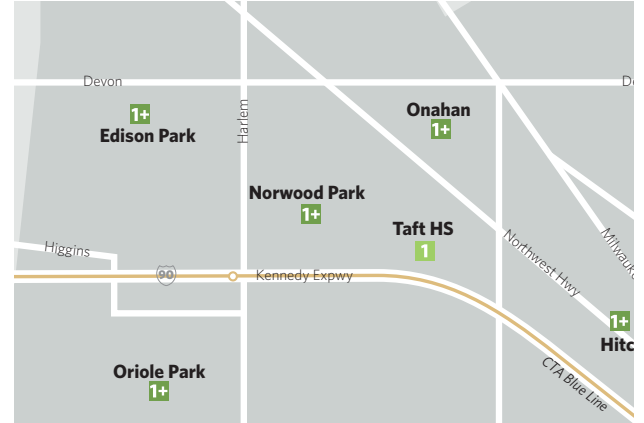 Devon
De
1+
Edison Park
Harlem
Onahan
1+
Norwood Park
1+
Taft HS
1
Higgins
90
Kennedy Expwy
Northwest Hwy
Milwauk
1+
Hitc
Oriole Park
1+
CTA Blue Line